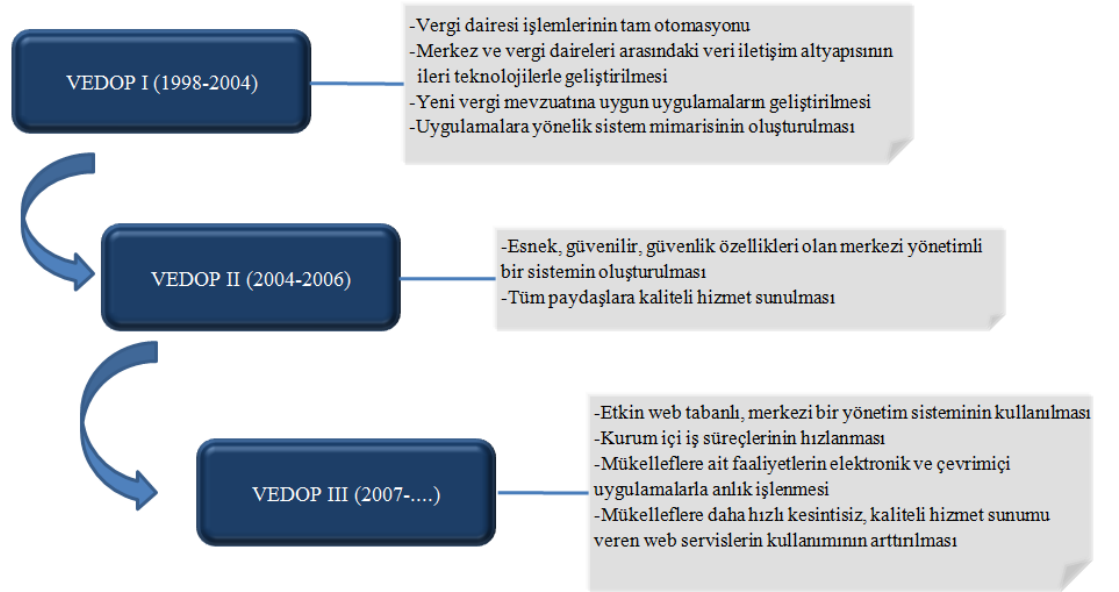 VEDOP I (1998-2004)
-Vergi dairesi işlemlerinin tam otomasyonu
-Merkez ve vergi daireleri arasındaki veri iletişim altyapısının
ileri teknolojilerle geliştirilmesi
-Yeni vergi mevzuatına uygun uygulamaların geliştirilmesi
-Uygulamalara yönelik sistem mimarisinin oluşturulması
VEDOP II (2004-2006)
-Esnek, güvenilir, güvenlik özellikleri olan merkezi yönetimli
bir sistemin oluşturulması
-Tüm paydaşlara kaliteli hizmet sunulması
VEDOP III (2007-....)
-Etkin web tabanlı, merkezi bir yönetim sisteminin kullanılması
-Kurum içi iş süreçlerinin hızlanması
-Mükelleflere ait faaliyetlerin elektronik ve çevrimiçi
uygulamalarla anlık işlenmesi
-Mükelleflere daha hızlı kesintisiz, kaliteli hizmet sunumu
veren web servislerin kullanımının arttırılması